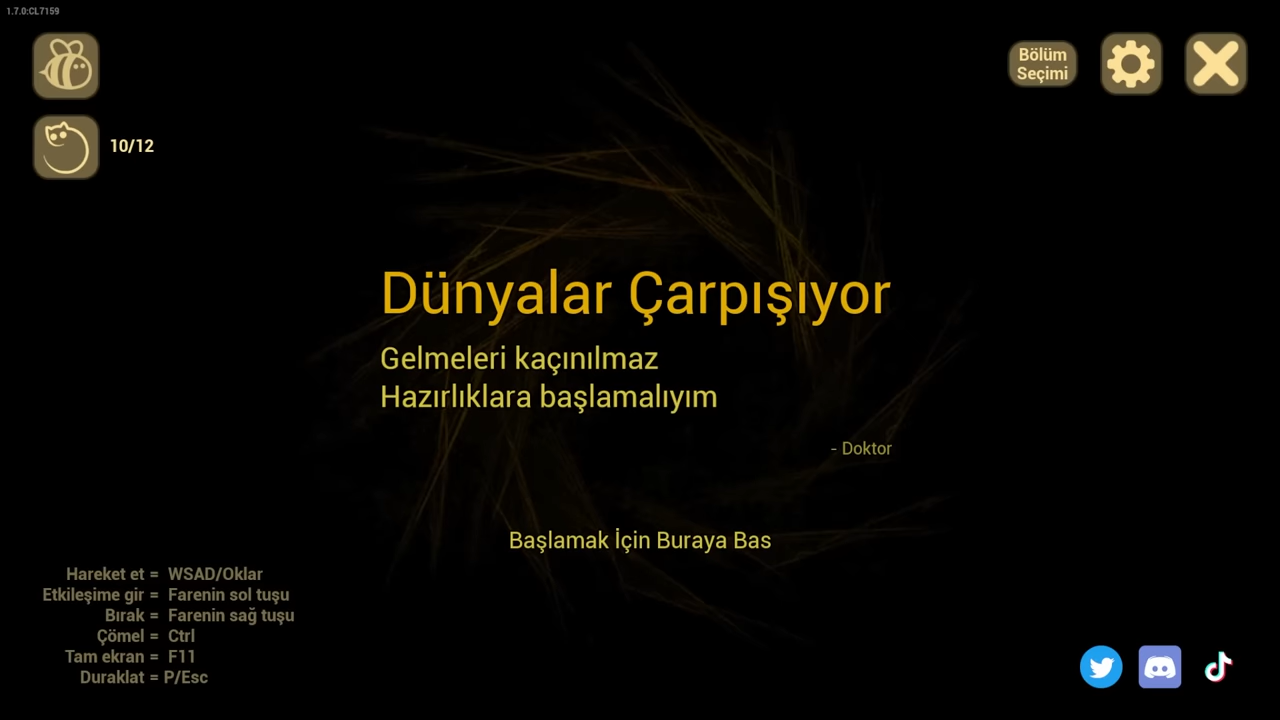 1.7.0:CL7159
Bölüm
Seçimi
10/12
Dünyalar Çarpışıyor
Gelmeleri kaçınılmaz
Hazırlıklara başlamalıyım
- Doktor
Başlamak İçin Buraya Bas
Hareket et = WSAD/Oklar
Etkileşime gir = Farenin sol tuşu
Bırak = Farenin sağ tuşu
Çömel = Ctrl
Tam ekran = F11
Duraklat = P/Esc